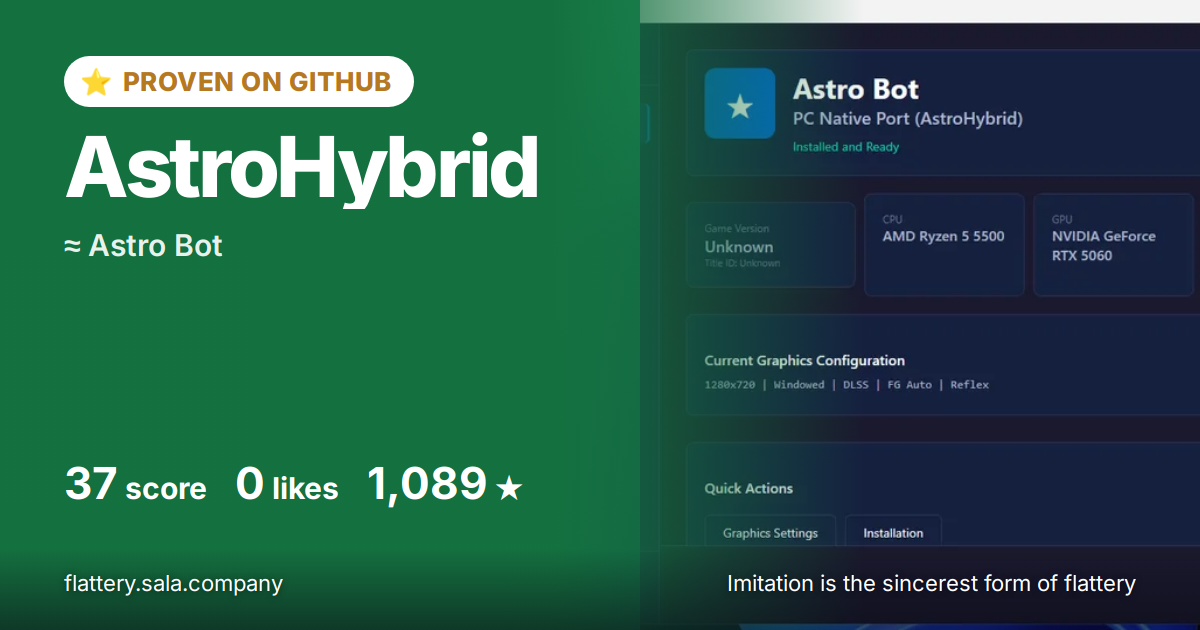 ⭐ PROVEN ON GITHUB
AstroHybrid
≈ Astro Bot
37 score 0 likes 1,089 ★
flattery.sala.company
Astro Bot
PC Native Port (AstroHybrid)
Installed and Ready
Game Version
Unknown
Title ID: Unknown
CPU
AMD Ryzen 5 5500
GPU
NVIDIA GeForce
RTX 5060
Current Graphics Configuration
1280x720 | Windowed | DLSS | FG Auto | Reflex
Quick Actions
Graphics Settings
Installation
Imitation is the sincerest form of flattery